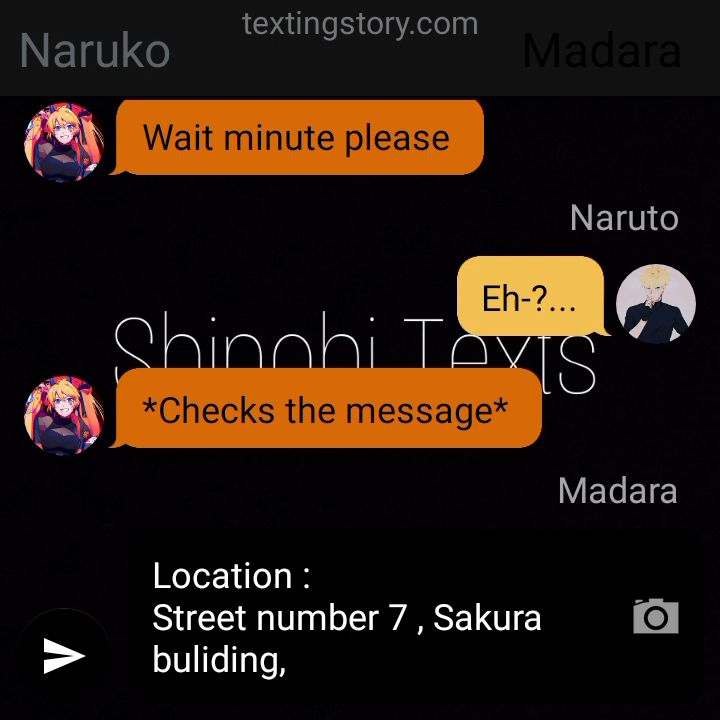 textingstory.com
Naruko
Madara
Wait minute please
Naruto
Eh-?...
Shinobi Texts
*Checks the message*
Madara
Location :
Street number 7 , Sakura
buliding,